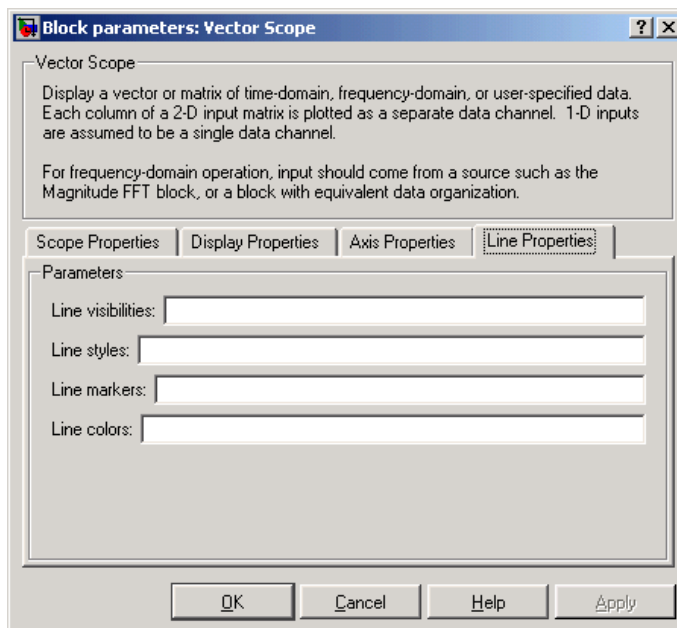 Block parameters: Vector Scope
Vector Scope
Display a vector or matrix of time-domain, frequency-domain, or user-specified data.
Each column of a 2-D input matrix is plotted as a separate data channel. 1-D inputs
are assumed to be a single data channel.
For frequency-domain operation, input should come from a source such as the
Magnitude FFT block, or a block with equivalent data organization.
Scope Properties Display Properties Axis Properties Line Properties
Parameters
Line visibilities:
Line styles:
Line markers:
Line colors:
OK Cancel Help Apply